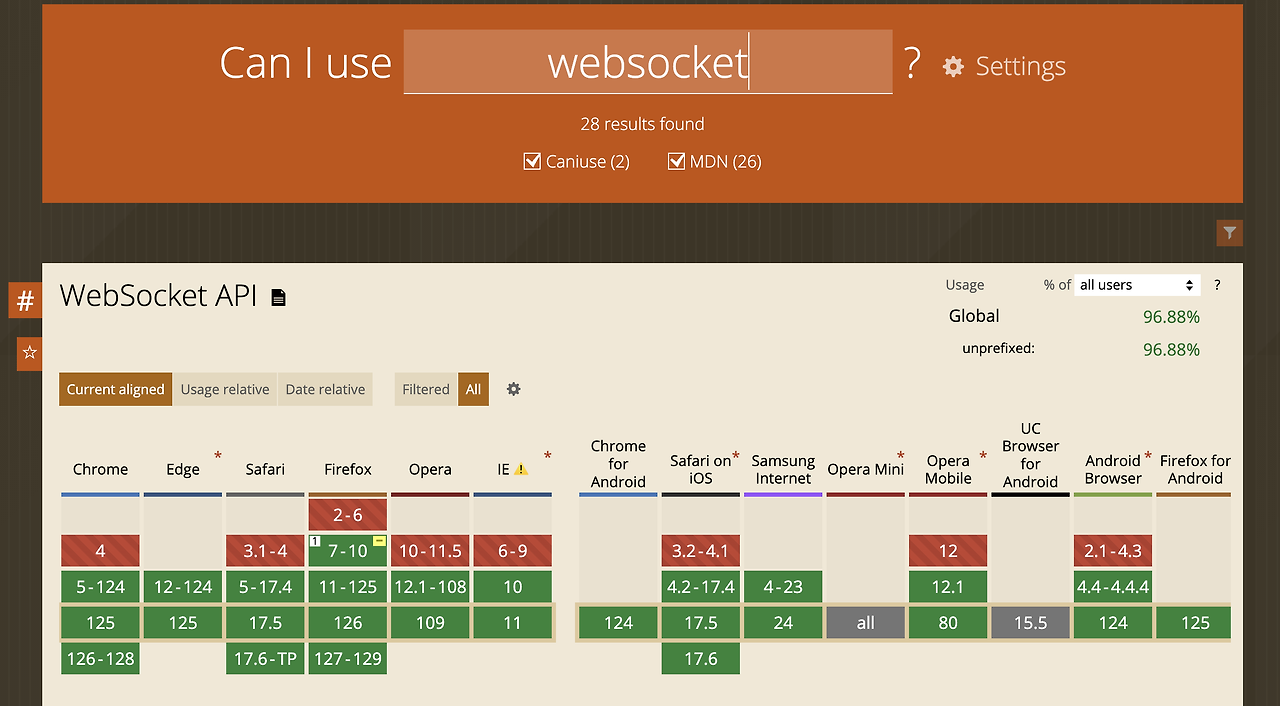 Can I use websocket ? Settings
28 results found
Caniuse (2) MDN (26)
#
WebSocket API
Usage % of all users ?
Global 96.88%
unprefixed: 96.88%
Current aligned Usage relative Date relative Filtered All
Chrome Edge * Safari Firefox Opera IE * Chrome for Android Safari on iOS * Samsung Internet Opera Mini * Opera Mobile * UC Browser for Android Android Browser * Firefox for Android
2-6
4 3.1-4 1 7-10 10-11.5 6-9 3.2-4.1 12 2.1-4.3
5-124 12-124 5-17.4 11-125 12.1-108 10 4.2-17.4 4-23 12.1 4.4-4.4.4
125 125 17.5 126 109 11 124 17.5 24 all 80 15.5 124 125
126-128 17.6-TP 127-129 17.6